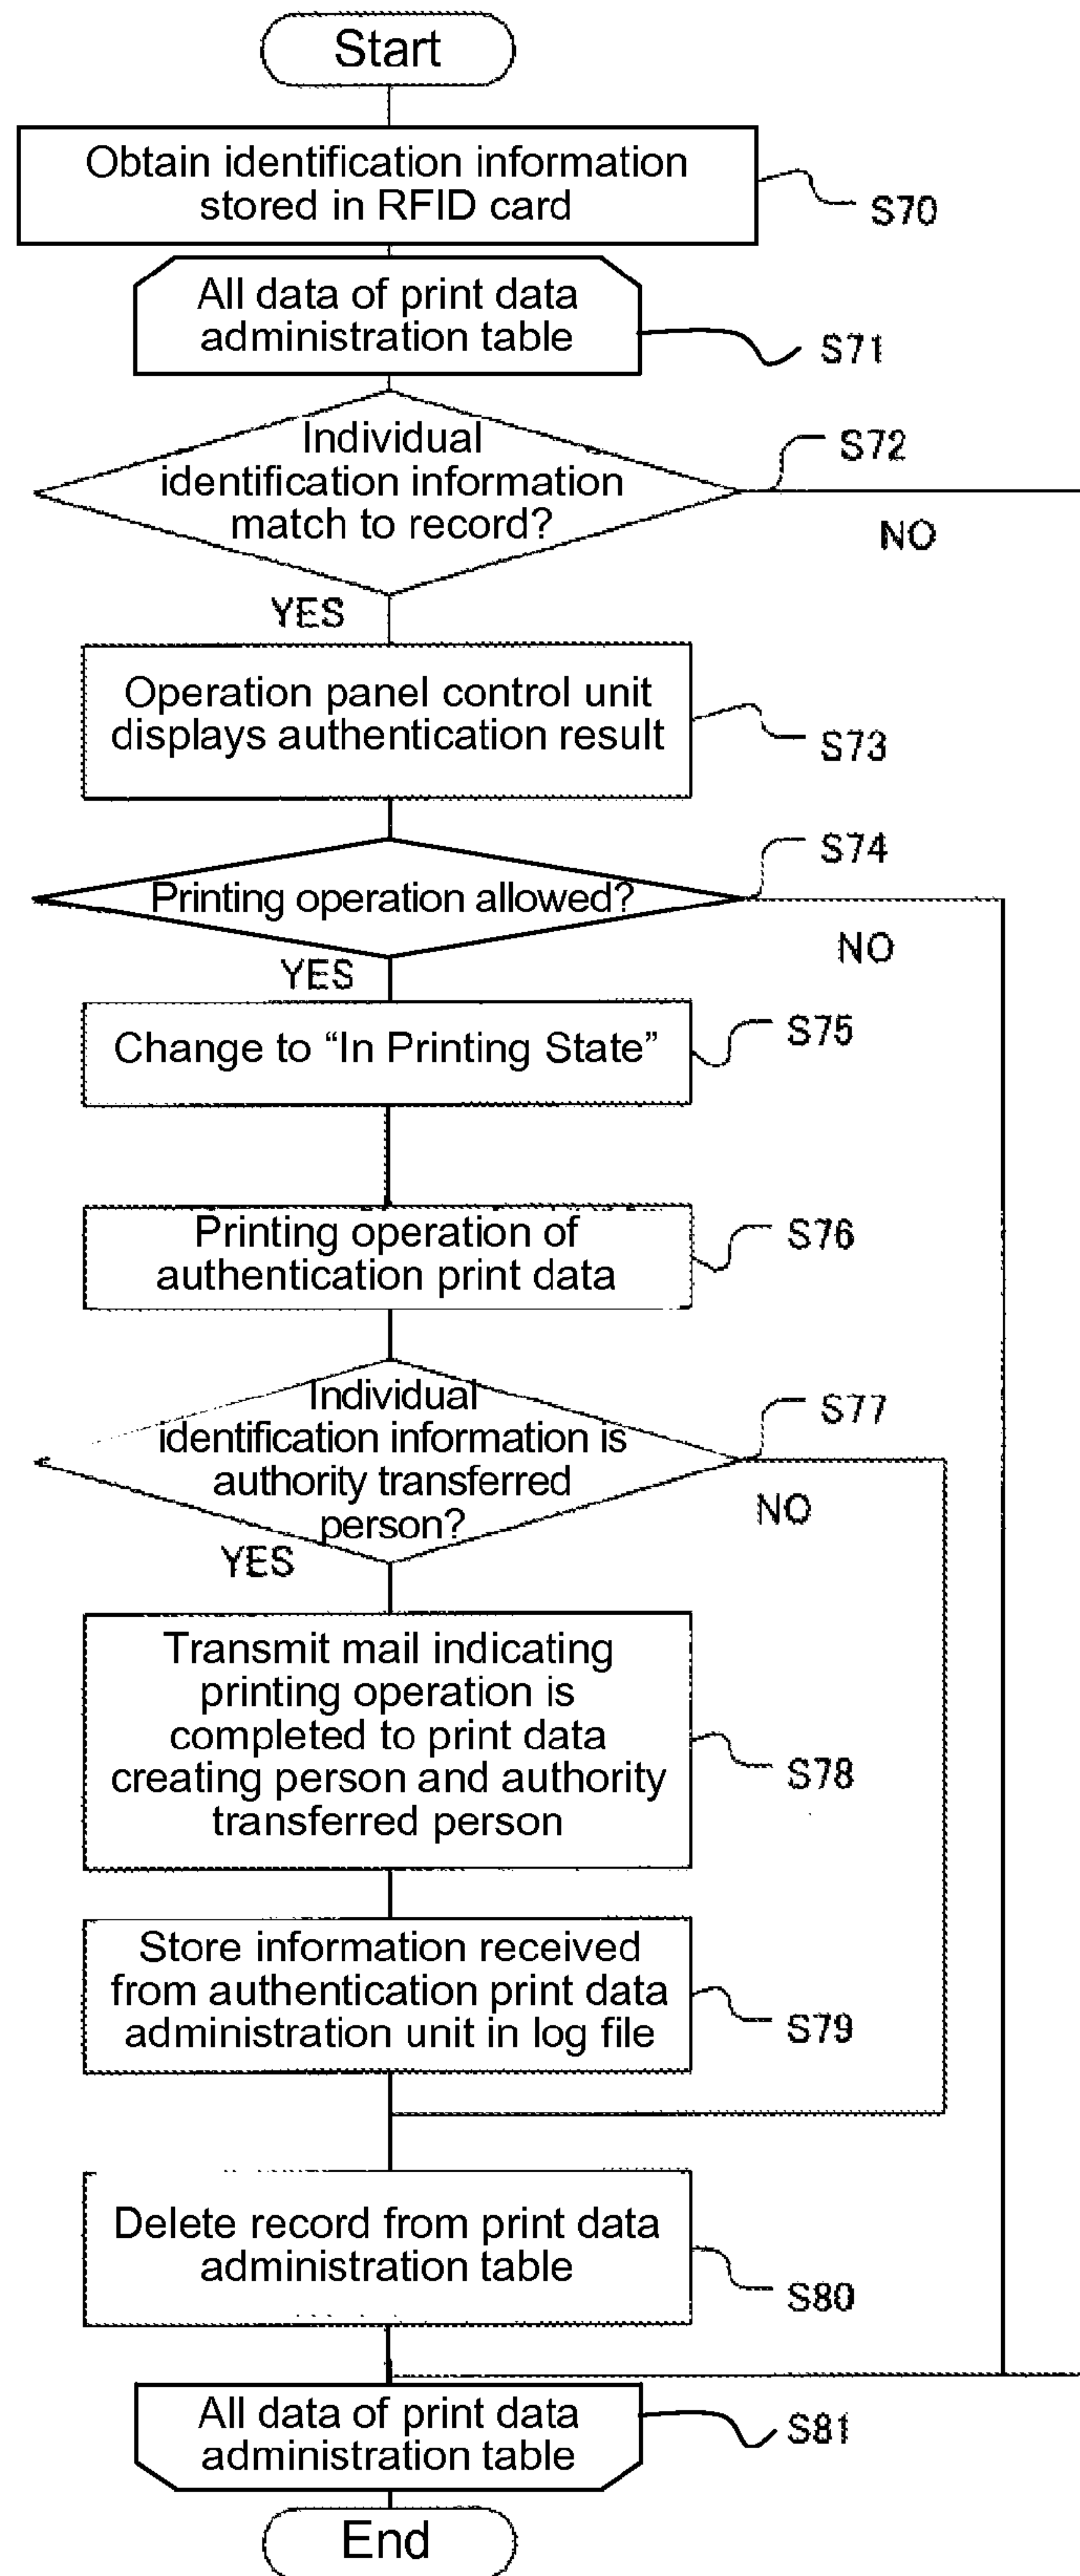 Start
Obtain identification information
stored in RFID card
S70
All data of print data
administration table
S71
Individual
identification information
match to record?
S72
NO
YES
Operation panel control unit
displays authentication result
S73
Printing operation allowed?
S74
NO
YES
Change to “In Printing State”
S75
Printing operation of
authentication print data
S76
Individual
identification information is
authority transferred
person?
S77
NO
YES
Transmit mail indicating
printing operation is
completed to print data
creating person and authority
transferred person
S78
Store information received
from authentication print data
administration unit in log file
S79
Delete record from print data
administration table
S80
All data of print data
administration table
S81
End